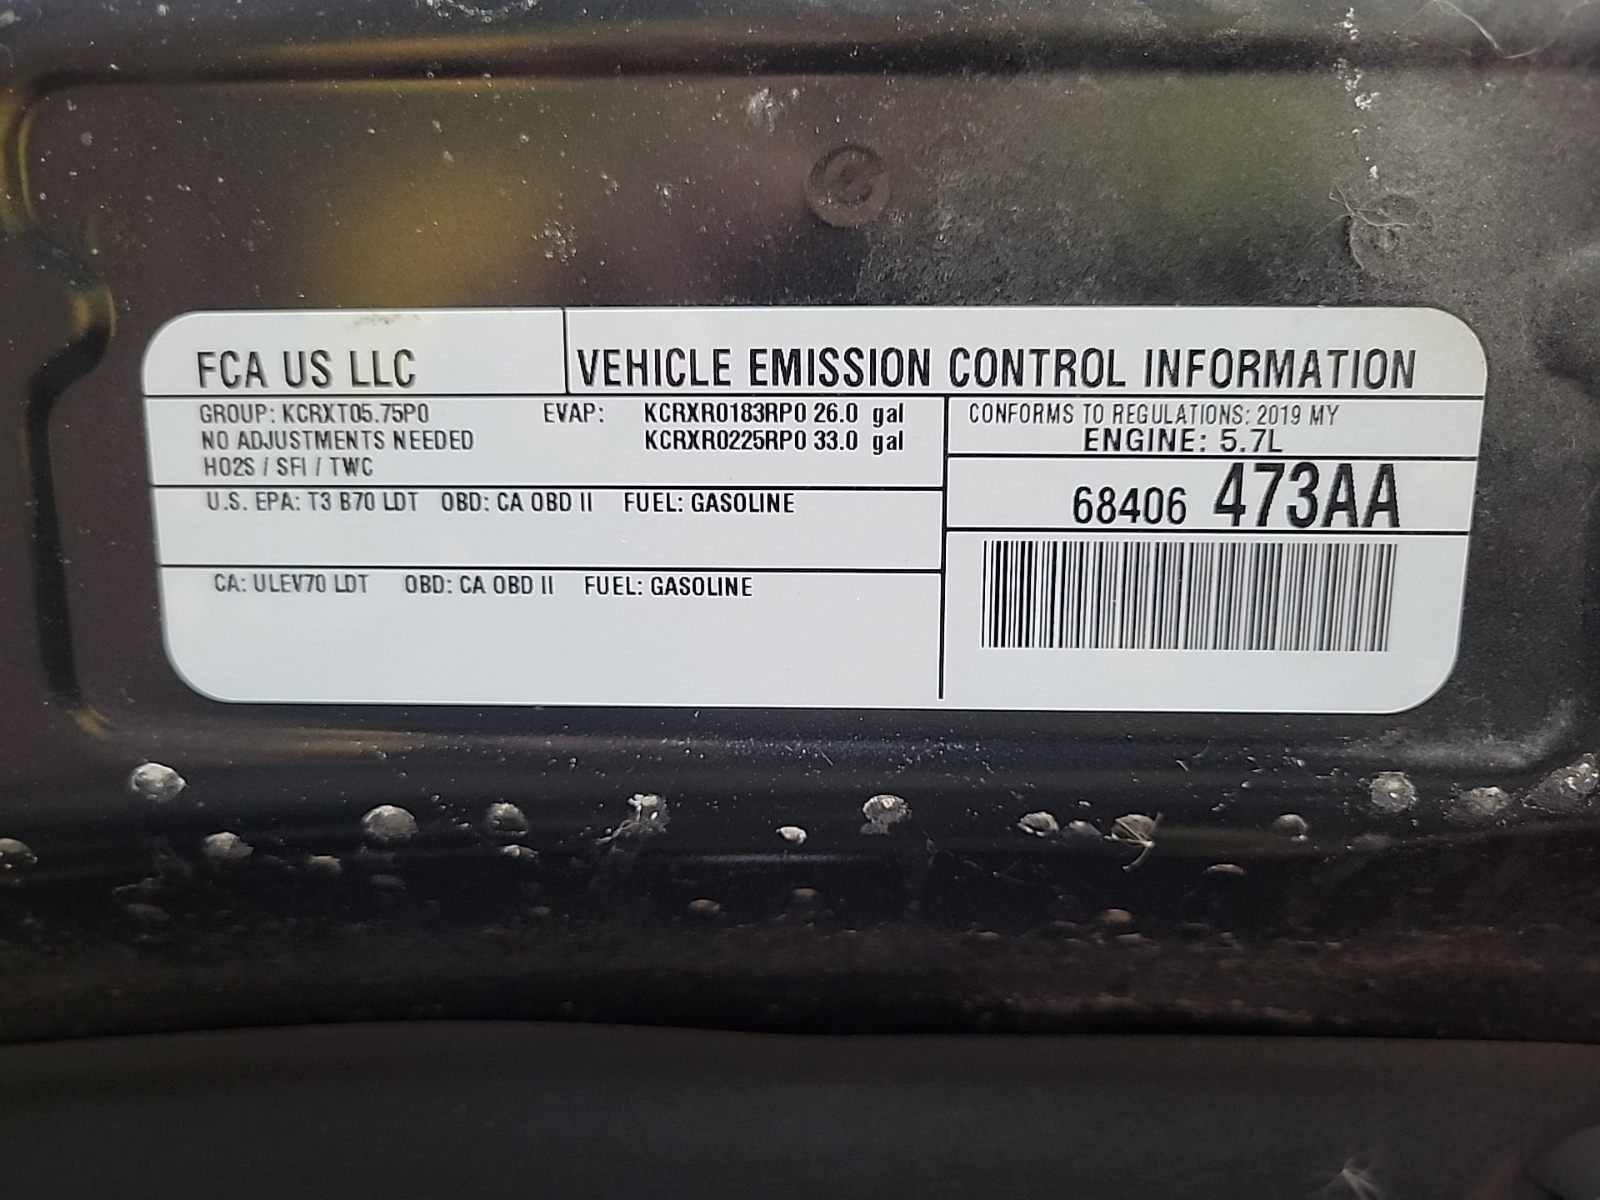 FCA US LLC
VEHICLE EMISSION CONTROL INFORMATION
GROUP: KCRXT05.75P0
NO ADJUSTMENTS NEEDED
HO2S / SFI / TWC
EVAP: KCRXR0183RP0 26.0 gal
KCRXR0225RP0 33.0 gal
CONFORMS TO REGULATIONS: 2019 MY
ENGINE: 5.7L
68406 473AA
U.S. EPA: T3 B70 LDT OBD: CA OBD II FUEL: GASOLINE
CA: ULEV70 LDT OBD: CA OBD II FUEL: GASOLINE